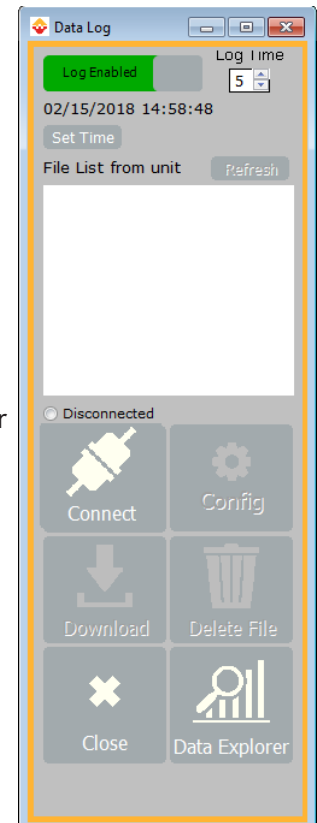 Data Log
Log Enabled
Log Time
5
02/15/2018 14:58:48
Set Time
File List from unit
Refresh
r
Disconnected
Connect
Config
Download
Delete File
Close
Data Explorer